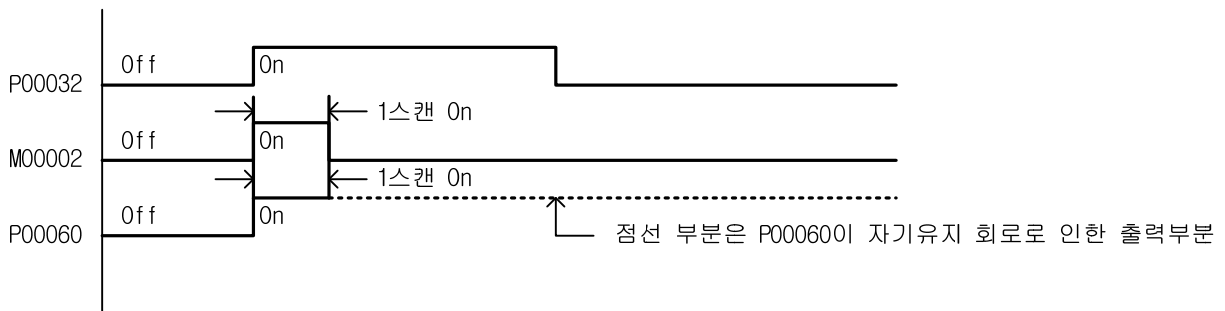 Off
On
P00032
1스캔 On
Off
On
M00002
1스캔 On
Off
On
P00060
점선 부분은 P00060이 자기유지 회로로 인한 출력부분